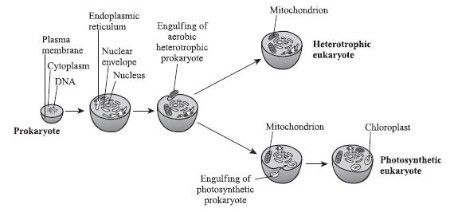 Plasma
membrane
Cytoplasm
DNA
Prokaryote
Endoplasmic
reticulum
Nuclear
envelope
Nucleus
Engulfing of
aerobic
heterotrophic
prokaryote
Mitochondrion
Heterotrophic
eukaryote
Mitochondrion
Engulfing of
photosynthetic
prokaryote
Chloroplast
Photosynthetic
eukaryote